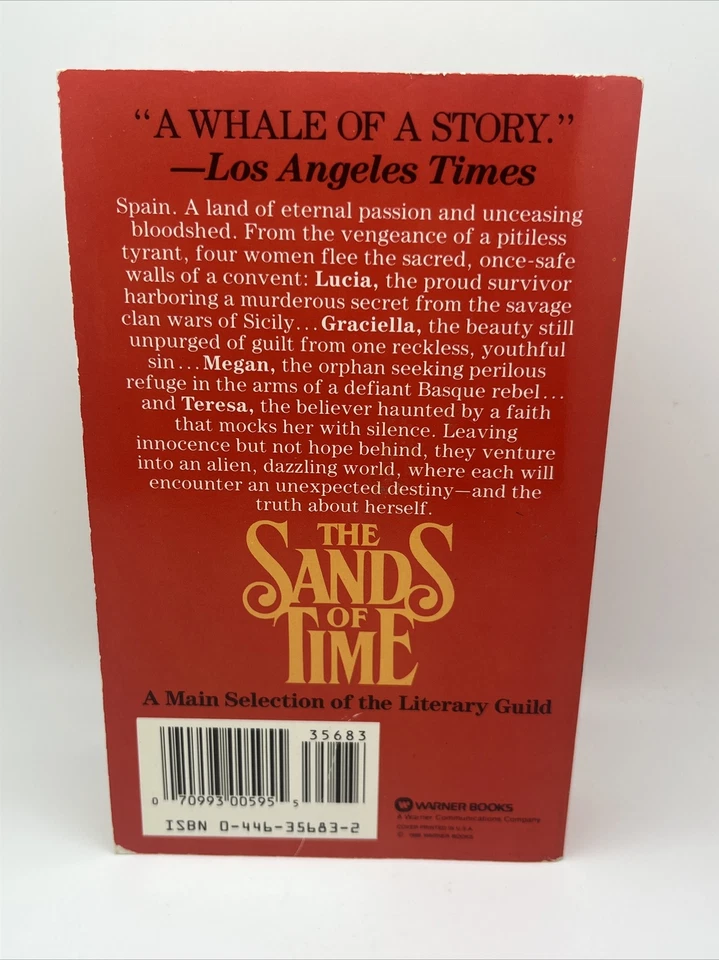 “A WHALE OF A STORY.”
—Los Angeles Times
Spain. A land of eternal passion and unceasing
bloodshed. From the vengeance of a pitiless
tyrant, four women flee the sacred, once-safe
walls of a convent: Lucia, the proud survivor
harboring a murderous secret from the savage
clan wars of Sicily... Graciella, the beauty still
unpurged of guilt from one reckless, youthful
sin... Megan, the orphan seeking perilous
refuge in the arms of a defiant Basque rebel...
and Teresa, the believer haunted by a faith
that mocks her with silence. Leaving
innocence but not hope behind, they venture
into an alien, dazzling world, where each will
encounter an unexpected destiny—and the
truth about herself.
THE
SANDS
OF
TIME
A Main Selection of the Literary Guild
35683
0 70993 00595 5
ISBN 0-446-35683-2
W WARNER BOOKS
A Warner Communications Company
COVER PRINTED IN U.S.A.
WARNER BOOKS